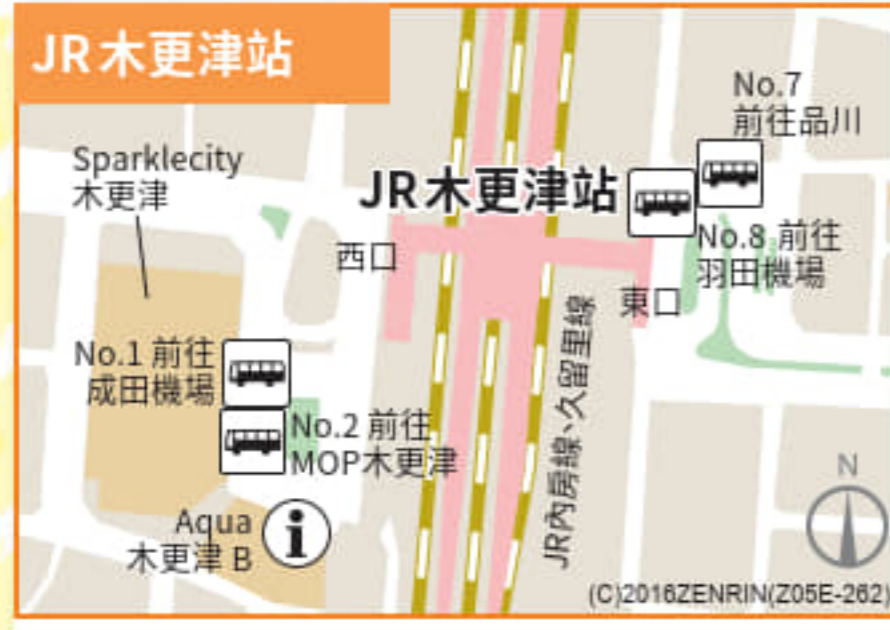 JR木更津站
No.7
前往品川
Sparklecity
木更津
JR木更津站
No.8 前往
羽田機場
西口
東口
No.1 前往
成田機場
No.2 前往
MOP木更津
JR內房線、久留里線
N
Aqua
木更津 B
i
(C)2016ZENRIN(Z05E-262)